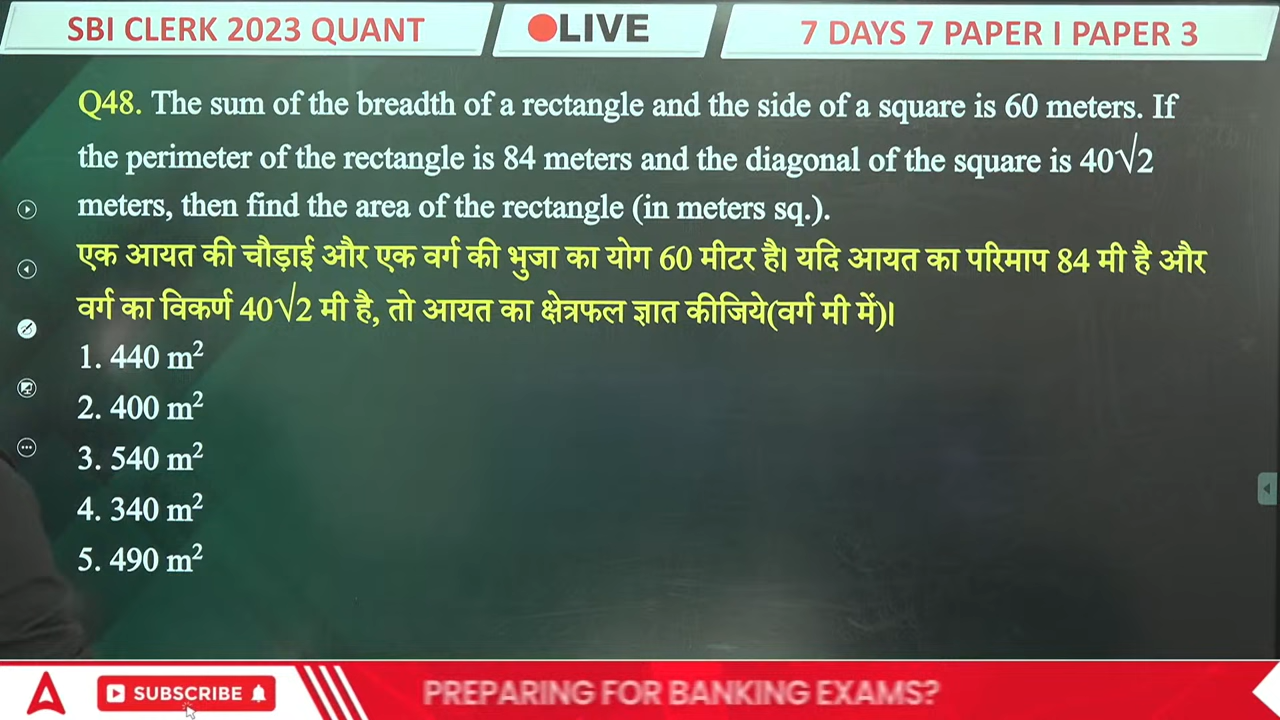 SBI CLERK 2023 QUANT
LIVE
7 DAYS 7 PAPER I PAPER 3
Q48. The sum of the breadth of a rectangle and the side of a square is 60 meters. If
the perimeter of the rectangle is 84 meters and the diagonal of the square is 40√2
meters, then find the area of the rectangle (in meters sq.).
एक आयत की चौड़ाई और एक वर्ग की भुजा का योग 60 मीटर है। यदि आयत का परिमाप 84 मी है और
वर्ग का विकर्ण 40√2 मी है, तो आयत का क्षेत्रफल ज्ञात कीजिये(वर्ग मी में)।
1. 440 m²
2. 400 m²
3. 540 m²
4. 340 m²
5. 490 m²
SUBSCRIBE
PREPARING FOR BANKING EXAMS?